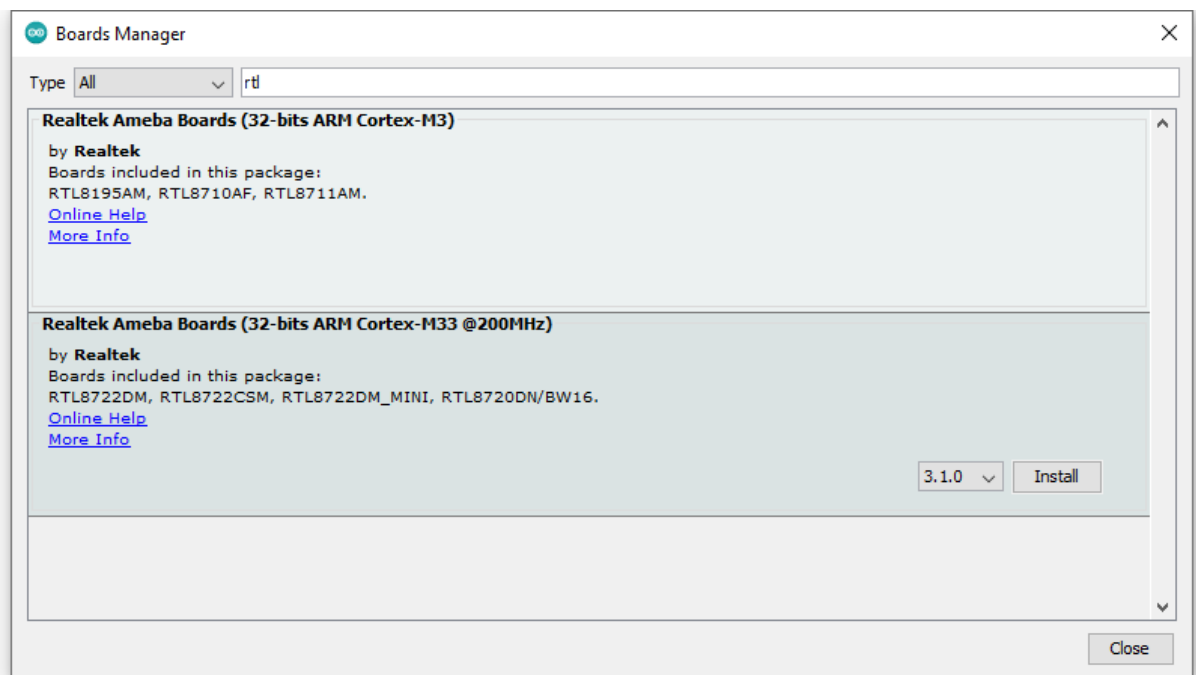 Boards Manager
Type All rtl
Realtek Ameba Boards (32-bits ARM Cortex-M3)
by Realtek
Boards included in this package:
RTL8195AM, RTL8710AF, RTL8711AM.
Online Help
More Info
Realtek Ameba Boards (32-bits ARM Cortex-M33 @200MHz)
by Realtek
Boards included in this package:
RTL8722DM, RTL8722CSM, RTL8722DM_MINI, RTL8720DN/BW16.
Online Help
More Info
3.1.0 Install
Close